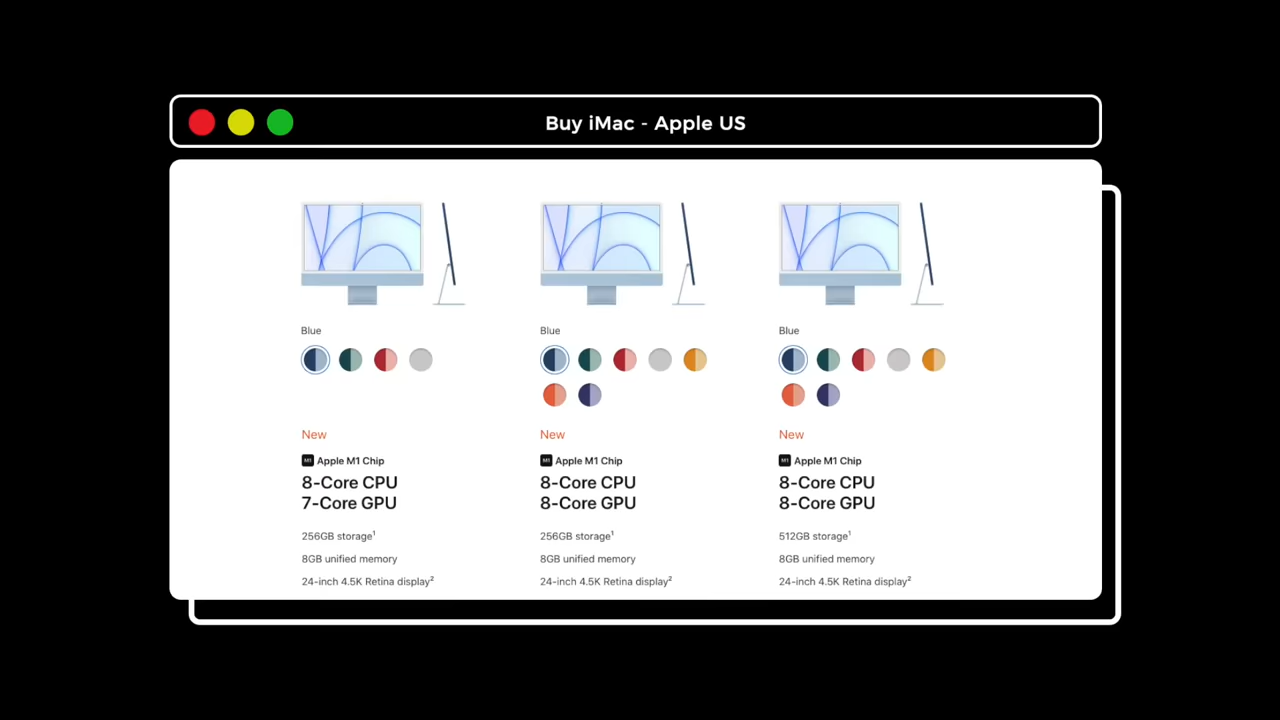 Buy iMac - Apple US
Blue
New
M1 Apple M1 Chip
8-Core CPU
7-Core GPU
256GB storage¹
8GB unified memory
24-inch 4.5K Retina display²
Blue
New
M1 Apple M1 Chip
8-Core CPU
8-Core GPU
256GB storage¹
8GB unified memory
24-inch 4.5K Retina display²
Blue
New
M1 Apple M1 Chip
8-Core CPU
8-Core GPU
512GB storage¹
8GB unified memory
24-inch 4.5K Retina display²